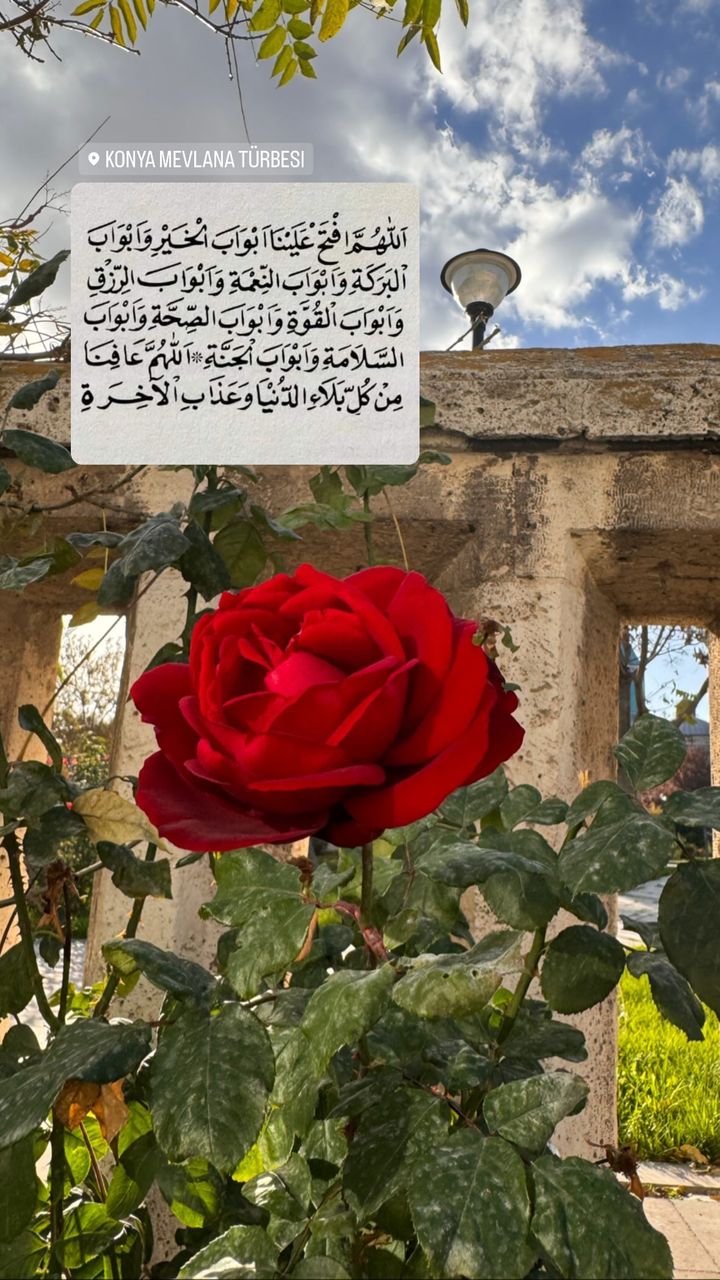 KONYA MEVLANA TÜRBESI
اَللّٰهُمَّ افْتَحْ عَلَيْنَا اَبْوَابَ الْخَيْرِ وَاَبْوَابَ
الْبَرَكَةِ وَاَبْوَابَ النِّعْمَةِ وَاَبْوَابَ الرِّزْقِ
وَاَبْوَابَ الْقُوَّةِ وَاَبْوَابَ الصِّحَّةِ وَاَبْوَابَ
السَّلَامَةِ وَاَبْوَابَ الْجَنَّةِ * اَللّٰهُمَّ عَافِنَا
مِنْ كُلِّ بَلَاءِ الدُّنْيَا وَعَذَابِ الْاٰخِرَةِ